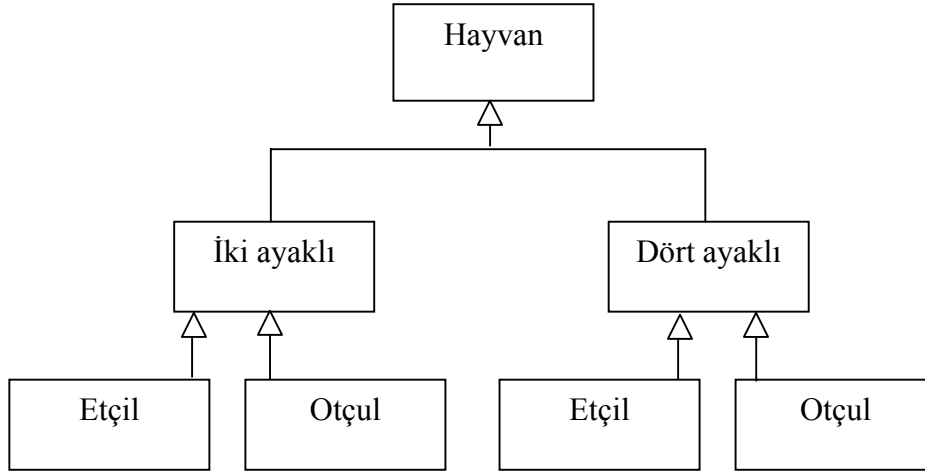 Hayvan
İki ayaklı
Dört ayaklı
Etçil
Otçul
Etçil
Otçul